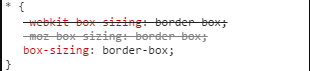 * {
-webkit-box-sizing: border-box;
-moz-box-sizing: border-box;
box-sizing: border-box;
}